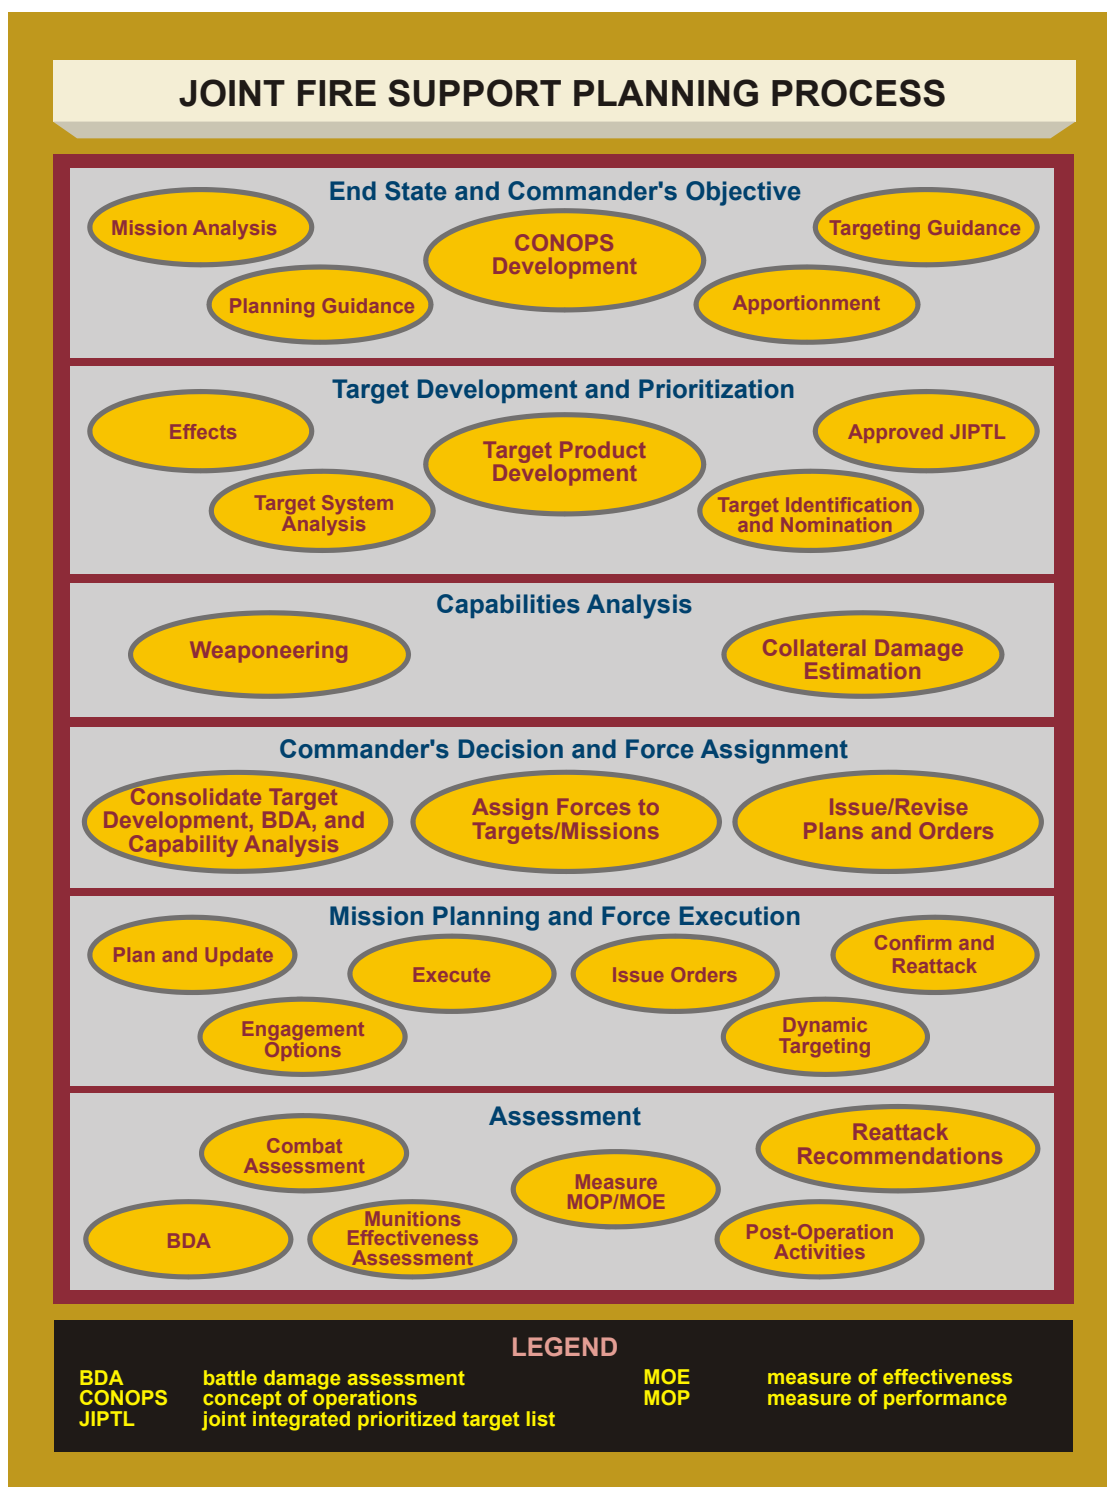 JOINT FIRE SUPPORT PLANNING PROCESS
End State and Commander's Objective
Mission Analysis
Planning Guidance
CONOPS
Development
Apportionment
Targeting Guidance
Target Development and Prioritization
Effects
Target System
Analysis
Target Product
Development
Target Identification
and Nomination
Approved JIPTL
Capabilities Analysis
Weaponeering
Collateral Damage
Estimation
Commander's Decision and Force Assignment
Consolidate Target
Development, BDA, and
Capability Analysis
Assign Forces to
Targets/Missions
Issue/Revise
Plans and Orders
Mission Planning and Force Execution
Plan and Update
Engagement
Options
Execute
Issue Orders
Dynamic
Targeting
Confirm and
Reattack
Assessment
BDA
Combat
Assessment
Munitions
Effectiveness
Assessment
Measure
MOP/MOE
Post-Operation
Activities
Reattack
Recommendations
LEGEND
BDA battle damage assessment
CONOPS concept of operations
JIPTL joint integrated prioritized target list
MOE measure of effectiveness
MOP measure of performance